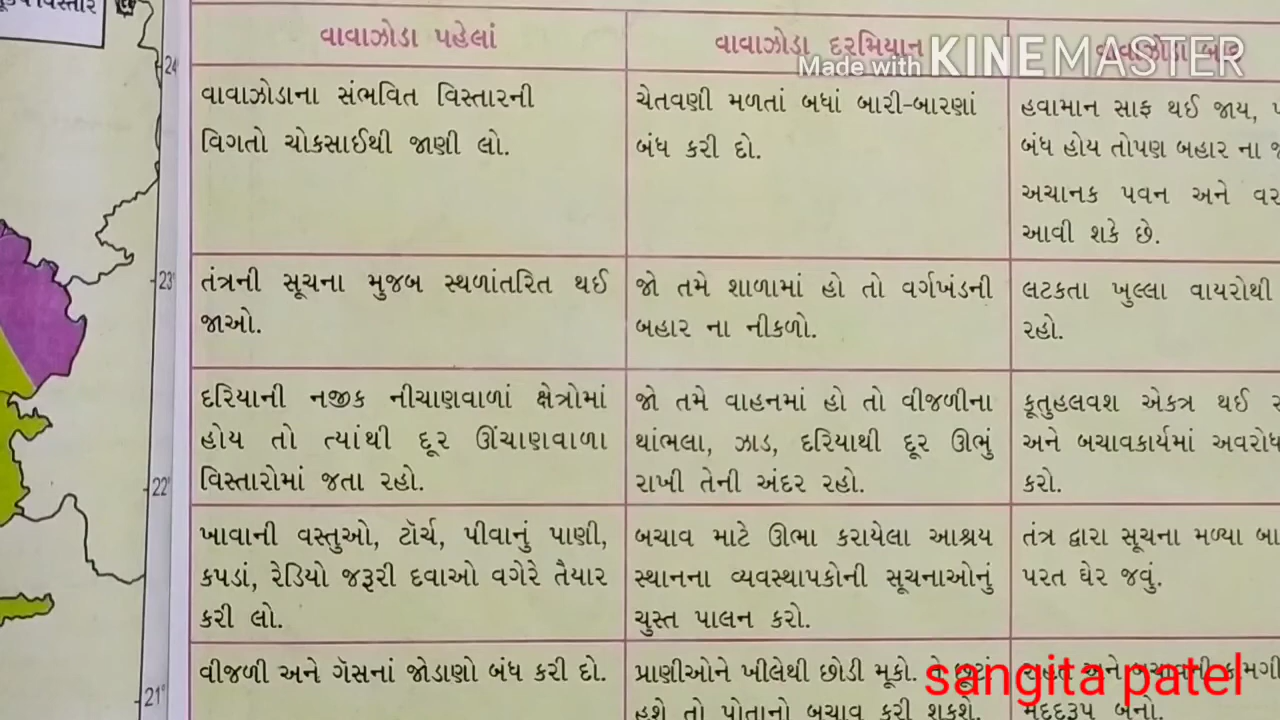 વિસ્તાર
24°
23°
22°
21°
વાવાઝોડા પહેલાં
વાવાઝોડા દરમિયાન
વાવાઝોડા બાદ
Made with KINEMASTER
વાવાઝોડાના સંભવિત વિસ્તારની
વિગતો ચોકસાઈથી જાણી લો.
ચેતવણી મળતાં બધાં બારી-બારણાં
બંધ કરી દો.
હવામાન સાફ થઈ જાય,
બંધ હોય તોપણ બહાર ના
અચાનક પવન અને
આવી શકે છે.
તંત્રની સૂચના મુજબ સ્થળાંતરિત થઈ
જાઓ.
જો તમે શાળામાં હો તો વર્ગખંડની
બહાર ના નીકળો.
લટકતા ખુલ્લા વાયરોથી
રહો.
દરિયાની નજીક નીચાણવાળાં ક્ષેત્રોમાં
હોય તો ત્યાંથી દૂર ઊંચાણવાળા
વિસ્તારોમાં જતા રહો.
જો તમે વાહનમાં હો તો વીજળીના
થાંભલા, ઝાડ, દરિયાથી દૂર ઊભું
રાખી તેની અંદર રહો.
કૂતુહલવશ એકત્ર થઈ
અને બચાવકાર્યમાં અવરોધ
કરો.
ખાવાની વસ્તુઓ, ટૉર્ચ, પીવાનું પાણી,
કપડાં, રેડિયો જરૂરી દવાઓ વગેરે તૈયાર
કરી લો.
બચાવ માટે ઊભા કરાયેલા આશ્રય
સ્થાનના વ્યવસ્થાપકોની સૂચનાઓનું
ચુસ્ત પાલન કરો.
તંત્ર દ્વારા સૂચના મળ્યા
પરત ઘેર જવું.
વીજળી અને ગૅસનાં જોડાણો બંધ કરી દો.
પ્રાણીઓને ખીલેથી છોડી મૂકો. તે છૂટાં
હશે તો પોતાનો બચાવ કરી શકશે.
અને બચાવની
મદદરૂપ બનો.
sangita patel